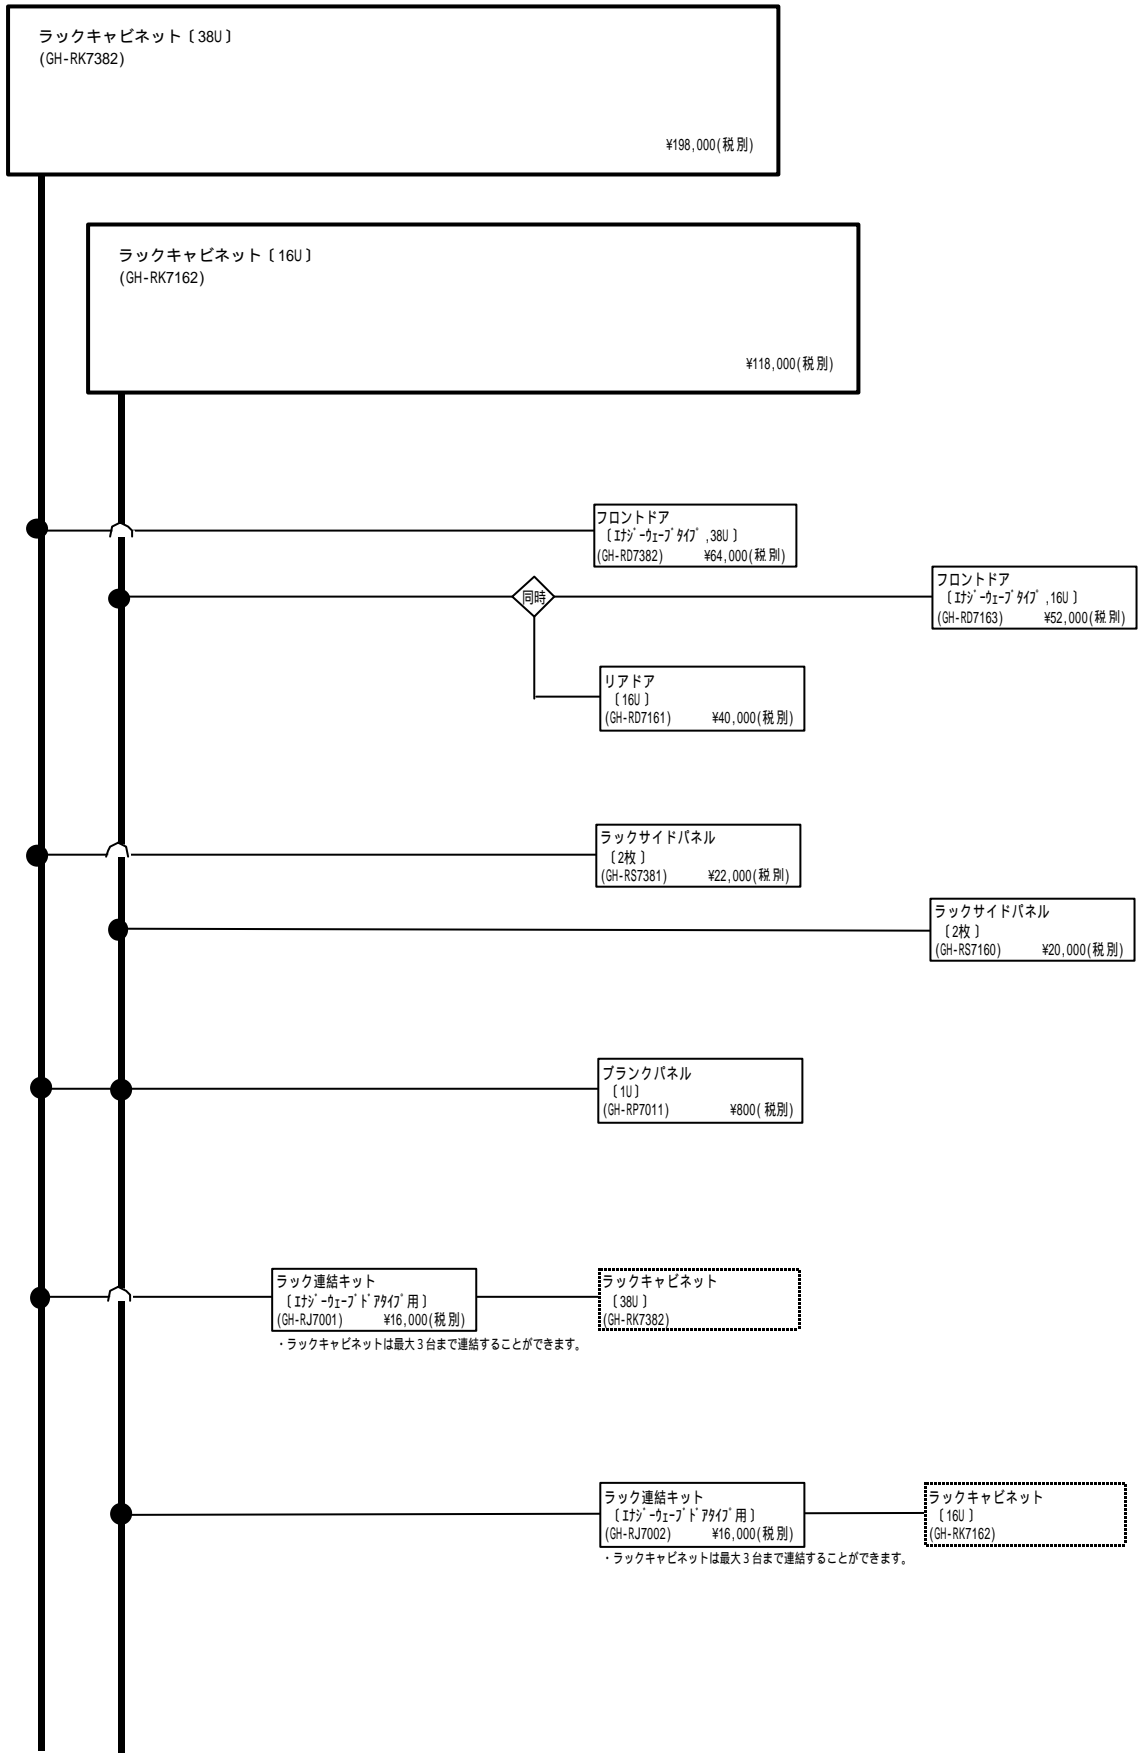 ラックキャビネット〔38U〕
(GH-RK7382)
¥198,000(税別)
ラックキャビネット〔16U〕
(GH-RK7162)
¥118,000(税別)
フロントドア
〔ｴﾅｼﾞｰｳｪｰﾌﾞﾀｲﾌﾟ,38U〕
(GH-RD7382) ¥64,000(税別)
同時
フロントドア
〔ｴﾅｼﾞｰｳｪｰﾌﾞﾀｲﾌﾟ,16U〕
(GH-RD7163) ¥52,000(税別)
リアドア
〔16U〕
(GH-RD7161) ¥40,000(税別)
ラックサイドパネル
〔2枚〕
(GH-RS7381) ¥22,000(税別)
ラックサイドパネル
〔2枚〕
(GH-RS7160) ¥20,000(税別)
ブランクパネル
〔1U〕
(GH-RP7011) ¥800(税別)
ラック連結キット
〔ｴﾅｼﾞｰｳｪｰﾌﾞﾄﾞｱﾀｲﾌﾟ用〕
(GH-RJ7001) ¥16,000(税別)
・ラックキャビネットは最大３台まで連結することができます。
ラックキャビネット
〔38U〕
(GH-RK7382)
ラック連結キット
〔ｴﾅｼﾞｰｳｪｰﾌﾞﾄﾞｱﾀｲﾌﾟ用〕
(GH-RJ7002) ¥16,000(税別)
・ラックキャビネットは最大３台まで連結することができます。
ラックキャビネット
〔16U〕
(GH-RK7162)